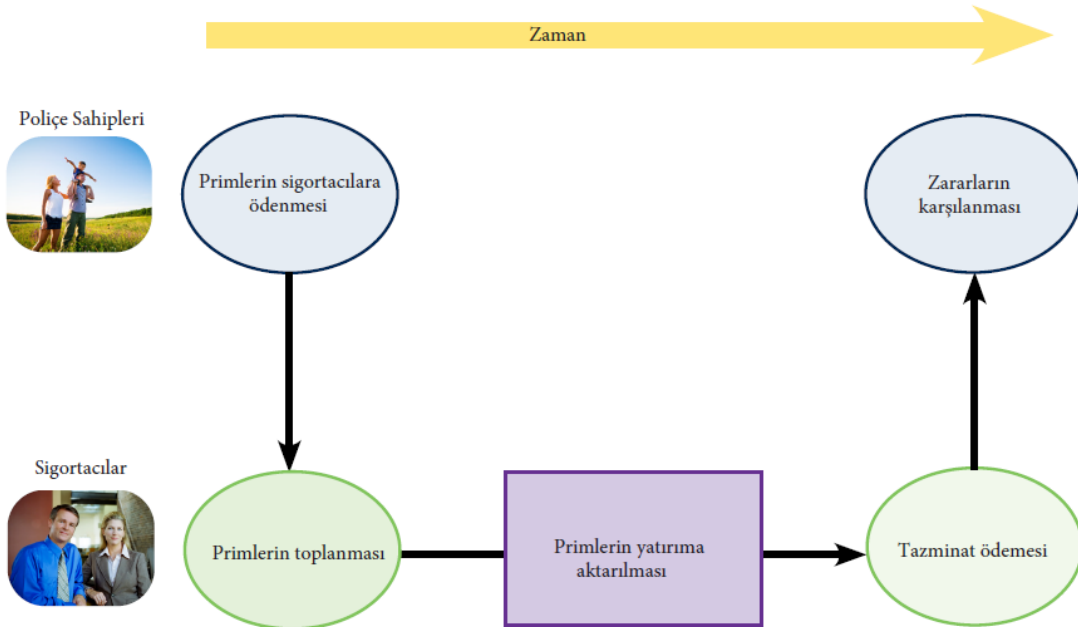 Zaman
Poliçe Sahipleri
Primlerin sigortacılara
ödenmesi
Zararların
karşılanması
Sigortacılar
Primlerin toplanması
Primlerin yatırıma
aktarılması
Tazminat ödemesi